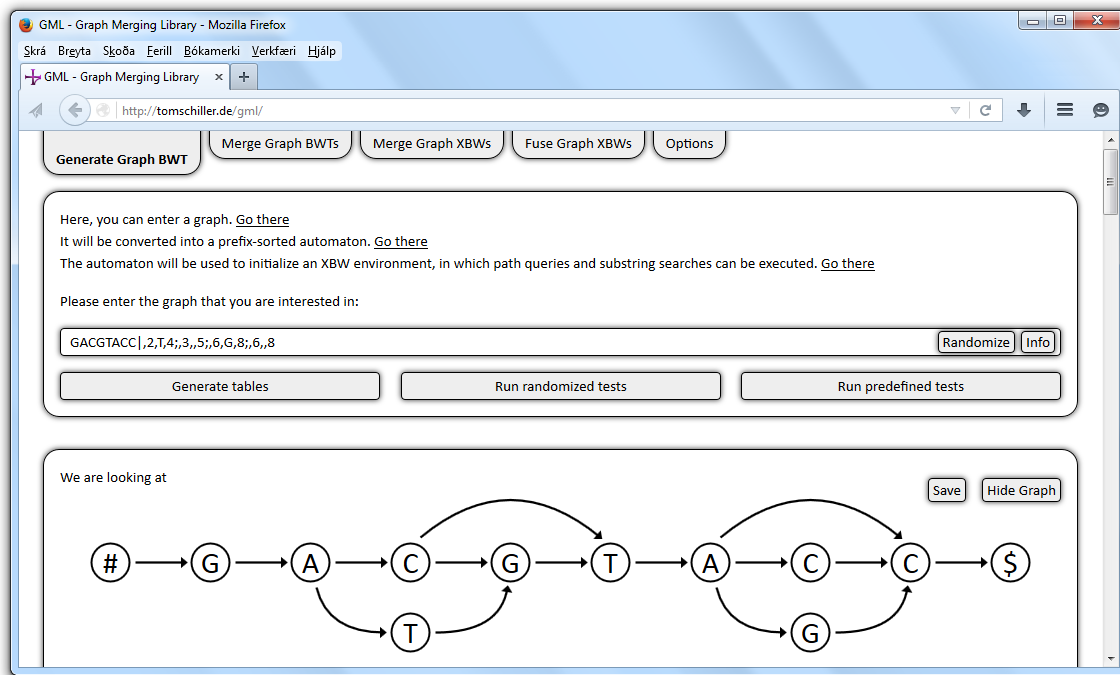 GML - Graph Merging Library - Mozilla Firefox
Skrá Breyta Skoða Ferill Bókamerki Verkfæri Hjálp
GML - Graph Merging Library × +
http://tomschiller.de/gml/
Generate Graph BWT Merge Graph BWTs Merge Graph XBWs Fuse Graph XBWs Options
Here, you can enter a graph. Go there
It will be converted into a prefix-sorted automaton. Go there
The automaton will be used to initialize an XBW environment, in which path queries and substring searches can be executed. Go there
Please enter the graph that you are interested in:
GACGTACC|,2,T,4;,3,,5;,6,G,8;,6,,8 Randomize Info
Generate tables Run randomized tests Run predefined tests
We are looking at
Save Hide Graph
# G A C G T A C C $
T G